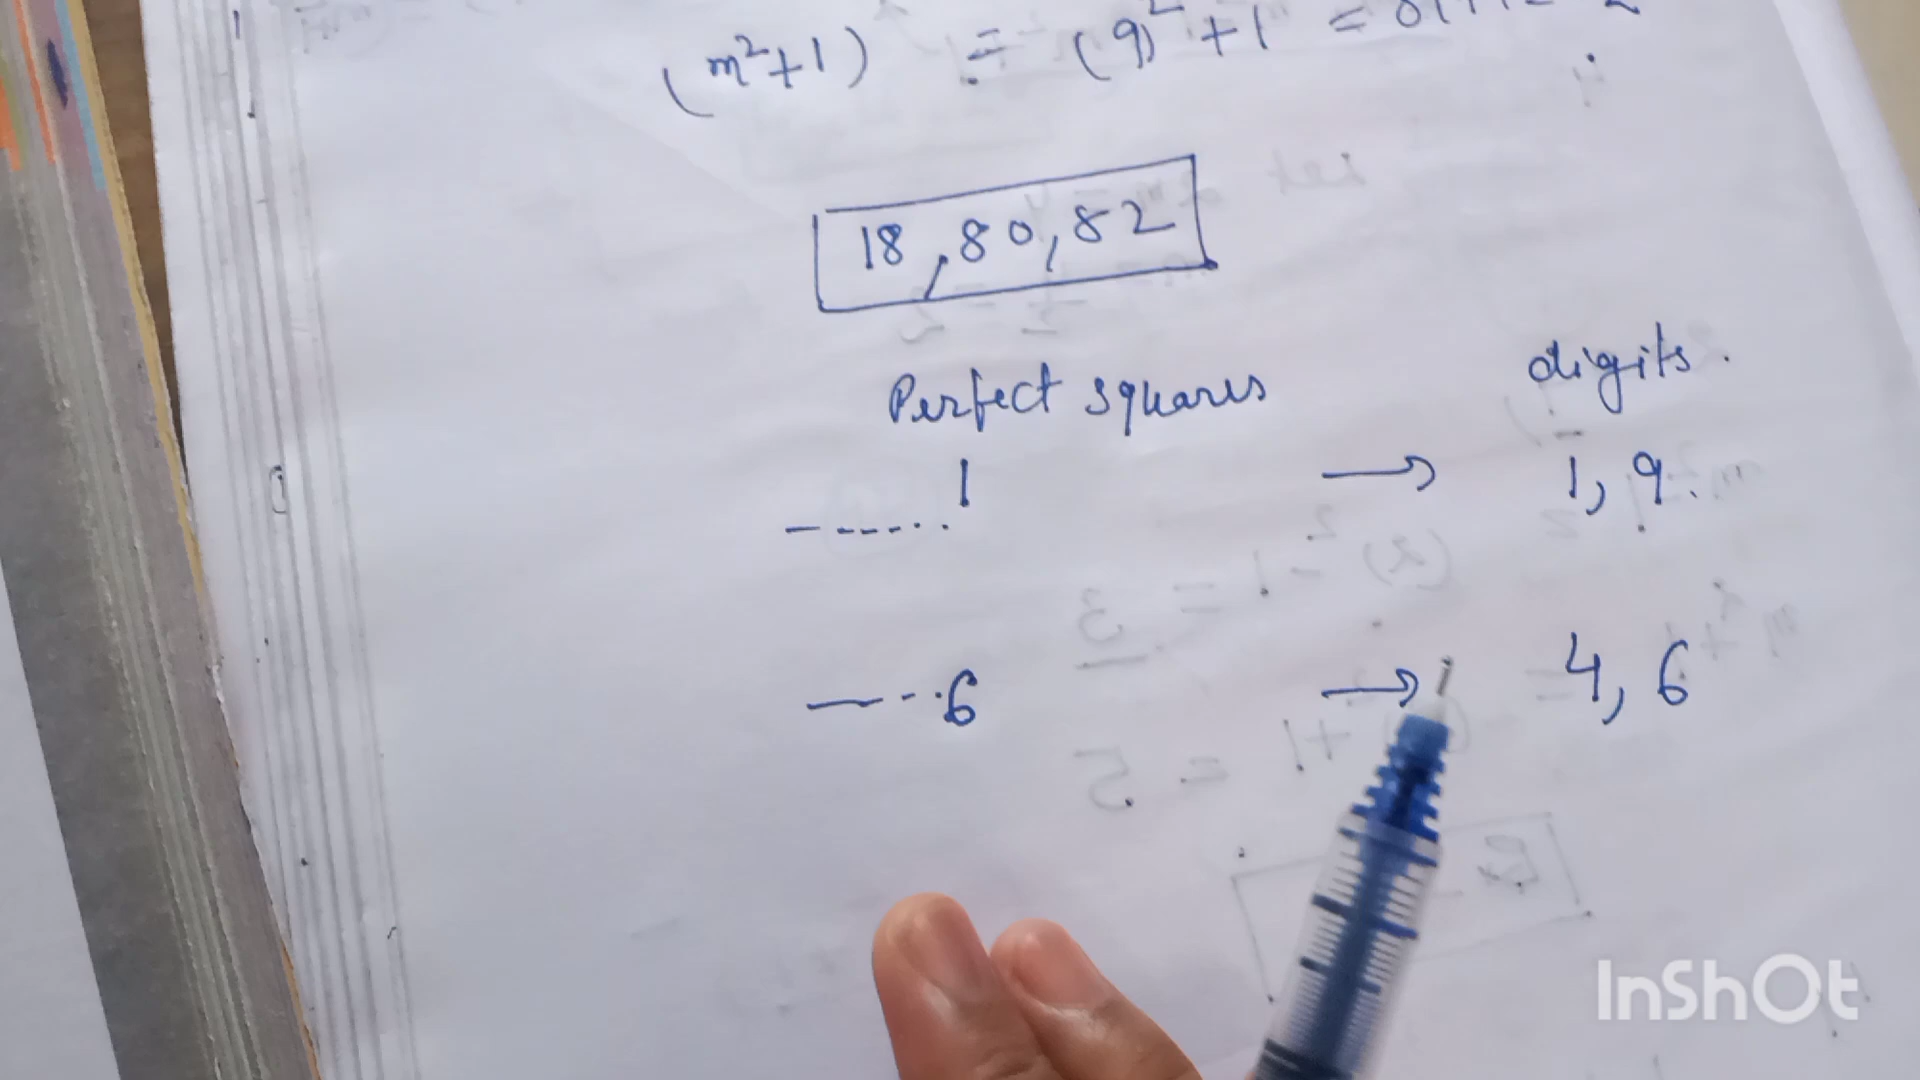 (m²+1) = (9)²+1 =
18, 80, 82
Perfect squares digits.
------1 → 1, 9.
----6 → 4, 6
InShOt